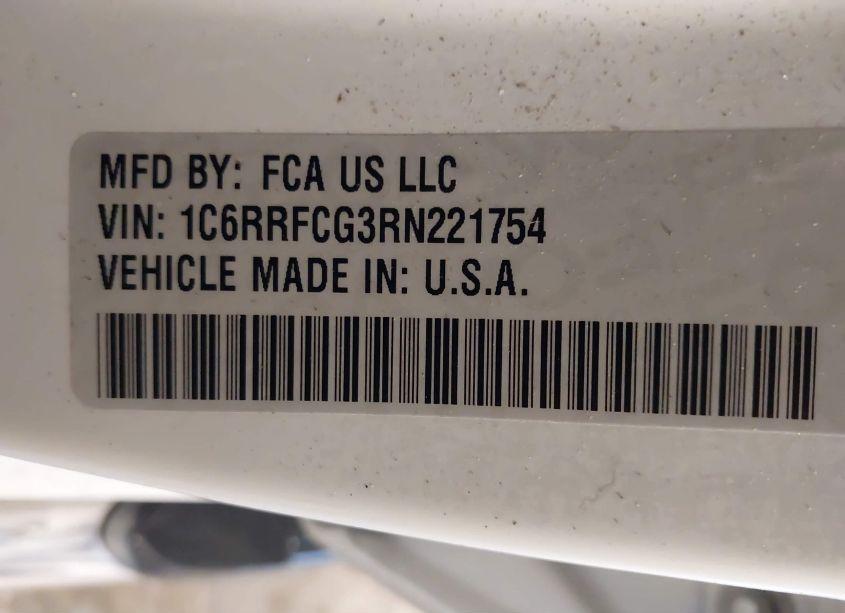 MFD BY: FCA US LLC
VIN: 1C6RRFCG3RN221754
VEHICLE MADE IN: U.S.A.